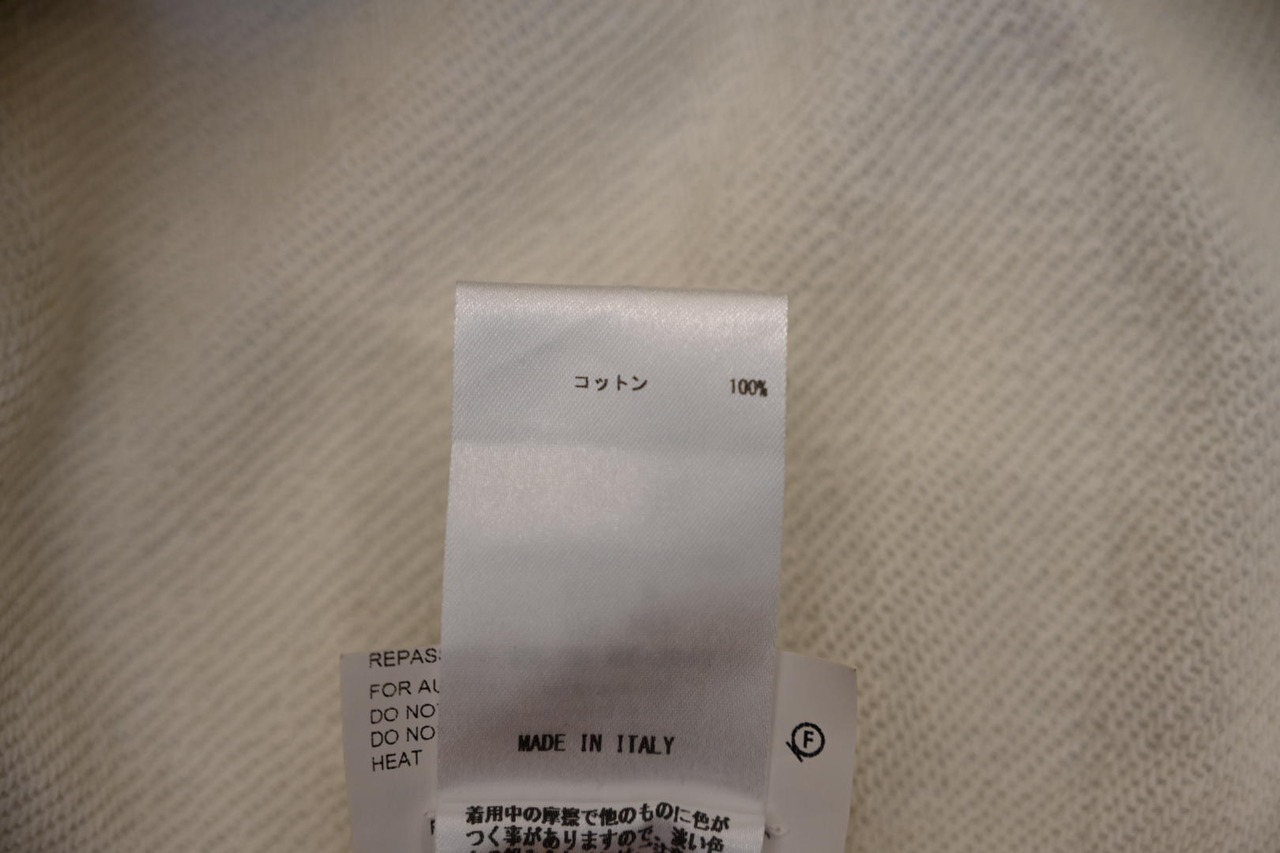 コットン 100%
REPAS
FOR AU
DO NO
DO NO
HEAT
F
MADE IN ITALY
着用中の摩擦で他のものに色が
つく事がありますので、淡い色